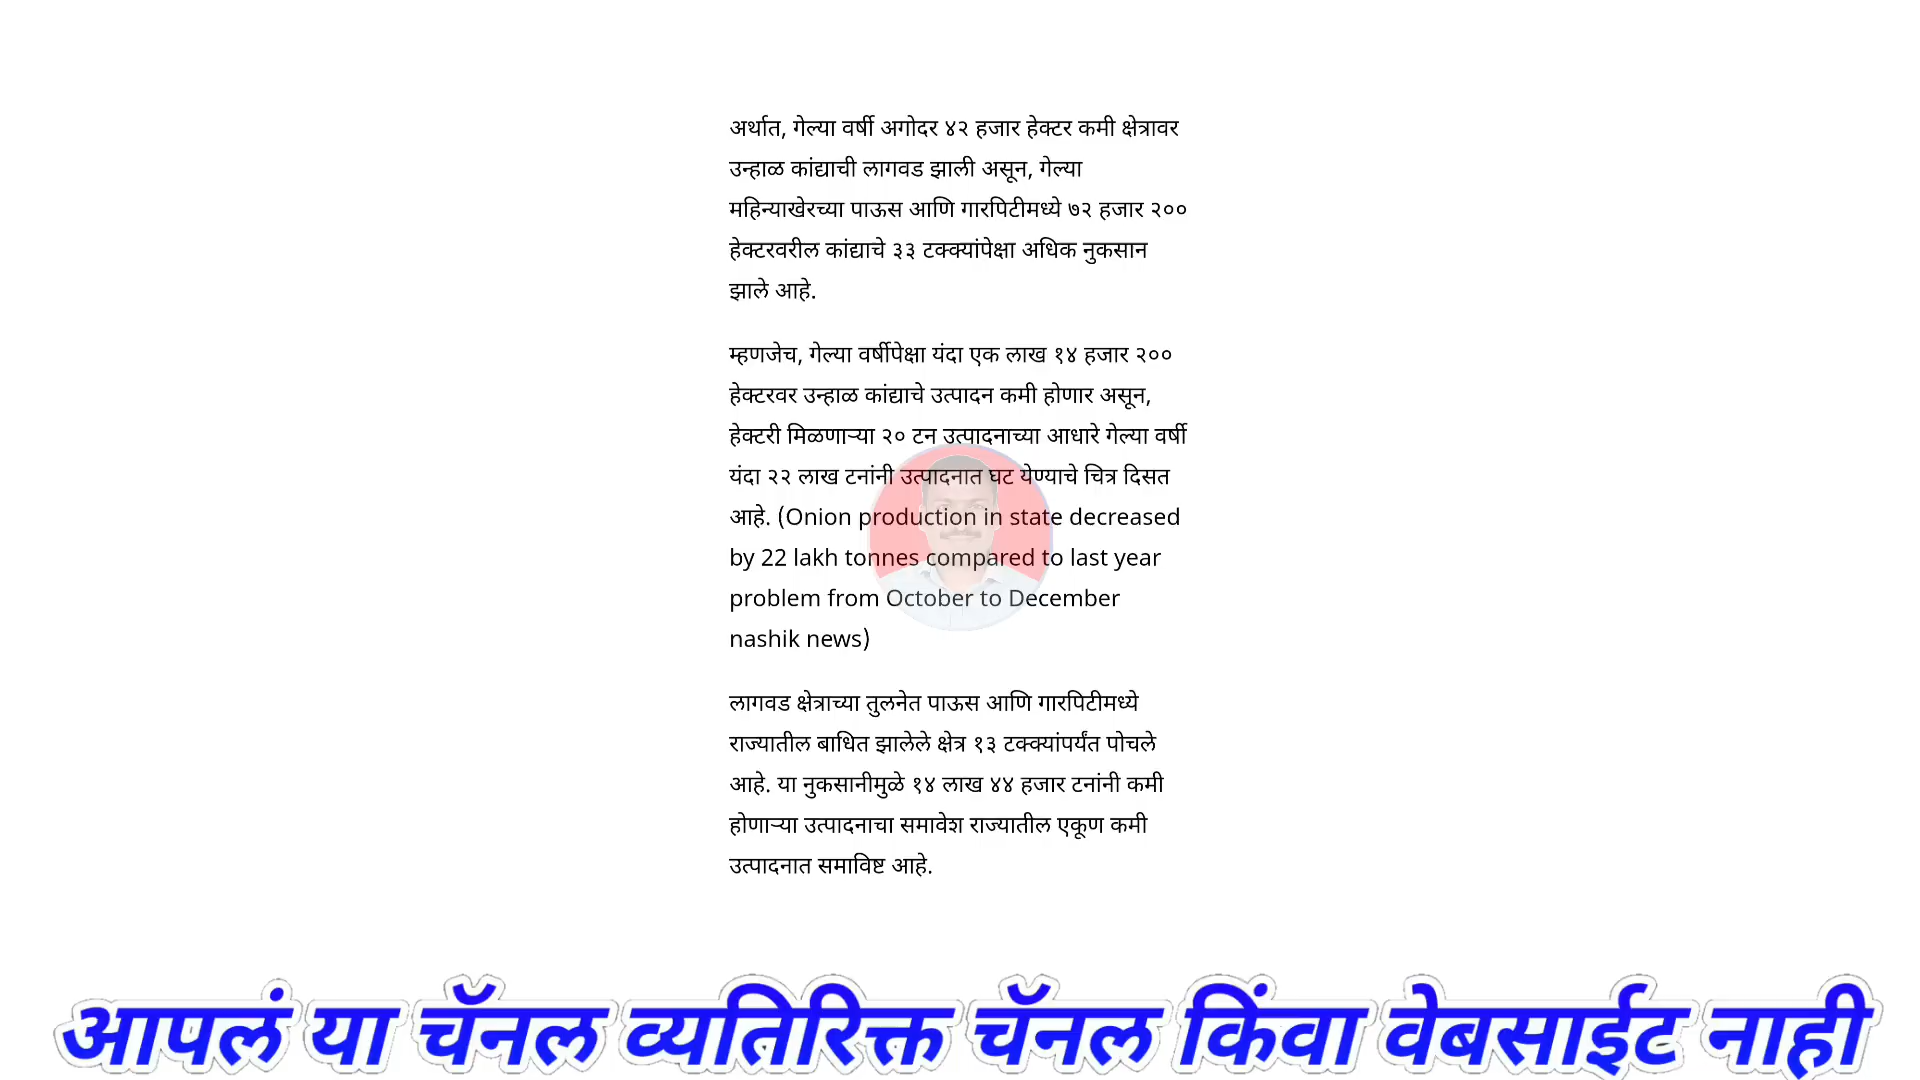 अर्थात, गेल्या वर्षी अगोदर ४२ हजार हेक्टर कमी क्षेत्रावर
उन्हाळ कांद्याची लागवड झाली असून, गेल्या
महिन्याखेरच्या पाऊस आणि गारपिटीमध्ये ७२ हजार २००
हेक्टरवरील कांद्याचे ३३ टक्क्यांपेक्षा अधिक नुकसान
झाले आहे.
म्हणजेच, गेल्या वर्षीपेक्षा यंदा एक लाख १४ हजार २००
हेक्टरवर उन्हाळ कांद्याचे उत्पादन कमी होणार असून,
हेक्टरी मिळणाऱ्या २० टन उत्पादनाच्या आधारे गेल्या वर्षी
यंदा २२ लाख टनांनी उत्पादनात घट येण्याचे चित्र दिसत
आहे. (Onion production in state decreased
by 22 lakh tonnes compared to last year
problem from October to December
nashik news)
लागवड क्षेत्राच्या तुलनेत पाऊस आणि गारपिटीमध्ये
राज्यातील बाधित झालेले क्षेत्र १३ टक्क्यांपर्यंत पोचले
आहे. या नुकसानीमुळे १४ लाख ४४ हजार टनांनी कमी
होणाऱ्या उत्पादनाचा समावेश राज्यातील एकूण कमी
उत्पादनात समाविष्ट आहे.
आपलं या चॅनल व्यतिरिक्त चॅनल किंवा वेबसाईट नाही